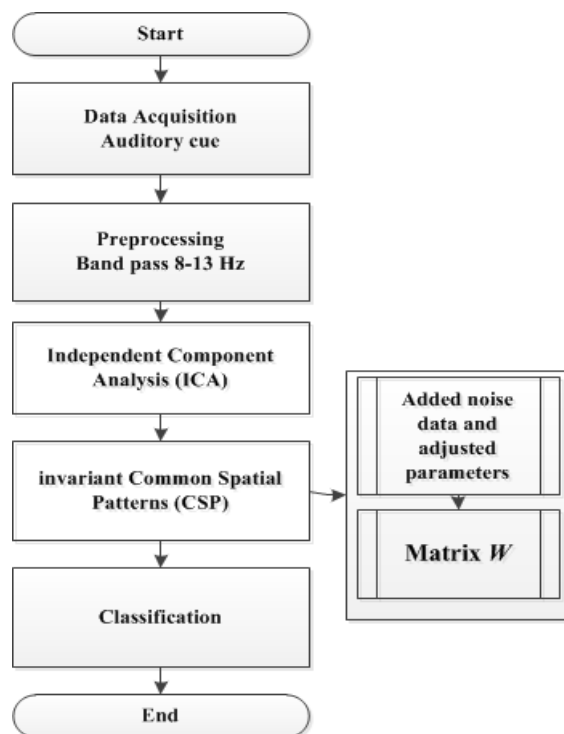 Start
Data Acquisition
Auditory cue
Preprocessing
Band pass 8-13 Hz
Independent Component
Analysis (ICA)
invariant Common Spatial
Patterns (CSP)
Added noise
data and
adjusted
parameters
Matrix W
Classification
End